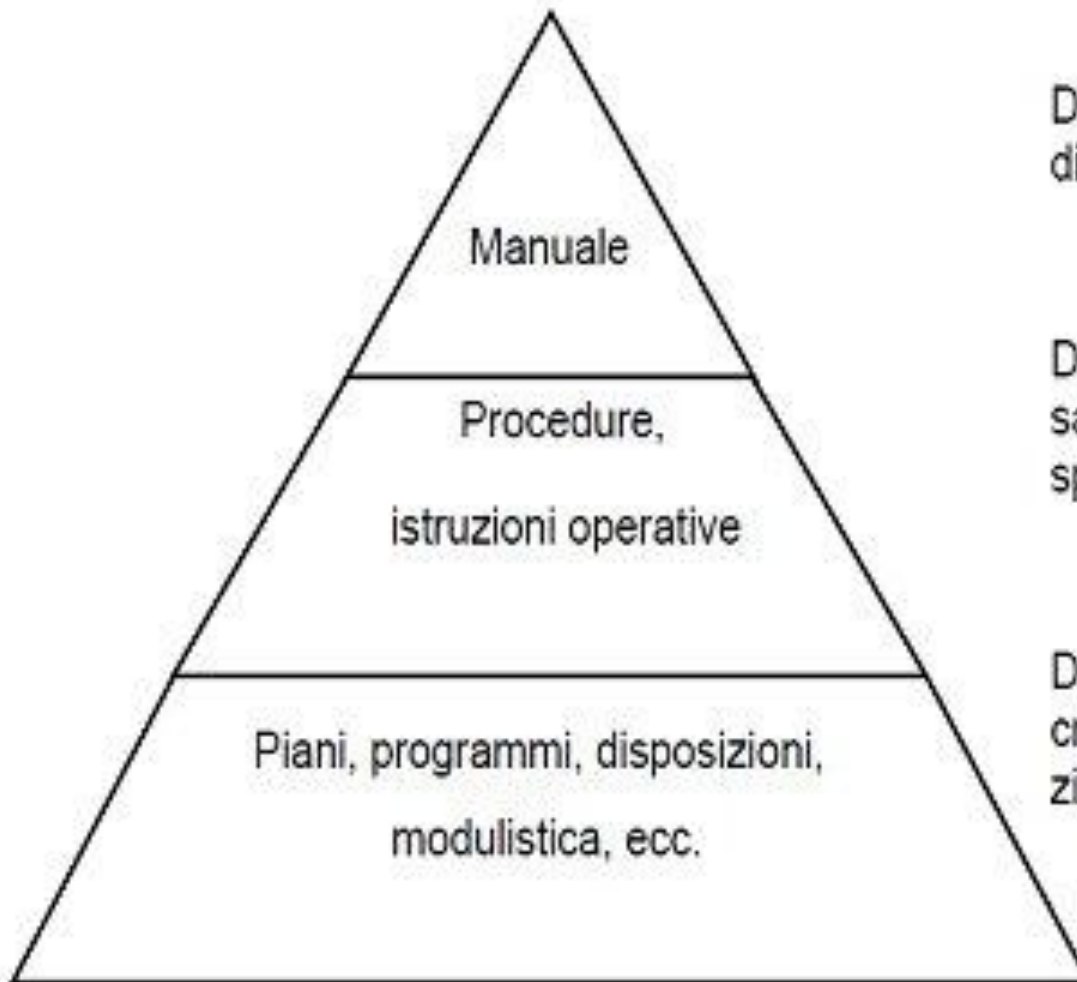 Manuale
Procedure,
istruzioni operative
Piani, programmi, disposizioni,
modulistica, ecc.